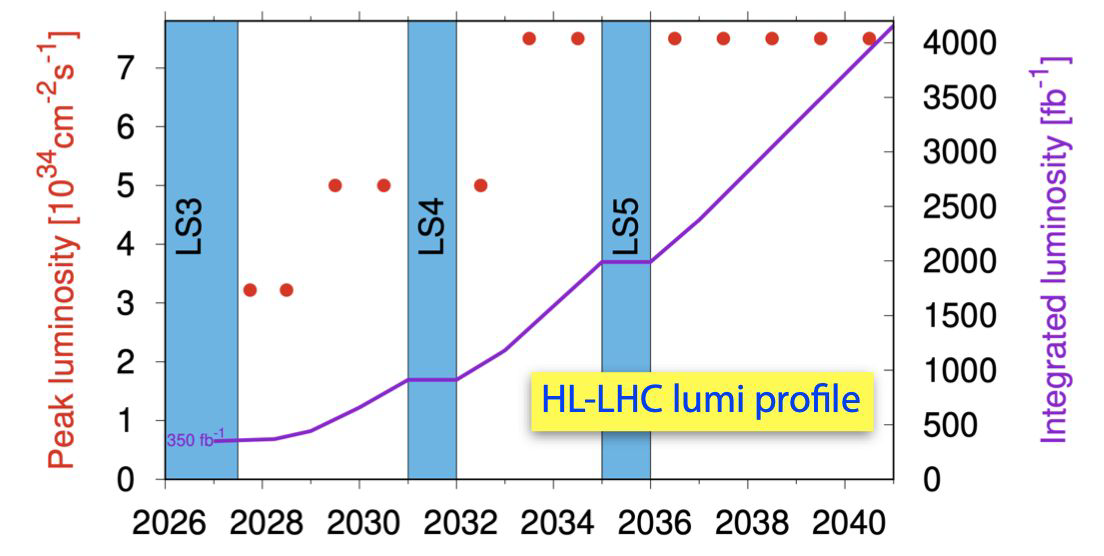 Peak luminosity [10^34 cm^-2 s^-1]
7
6
5
4
3
2
1
0
LS3
LS4
LS5
350 fb^-1
HL-LHC lumi profile
4000
3500
3000
2500
2000
1500
1000
500
0
Integrated luminosity [fb^-1]
2026 2028 2030 2032 2034 2036 2038 2040